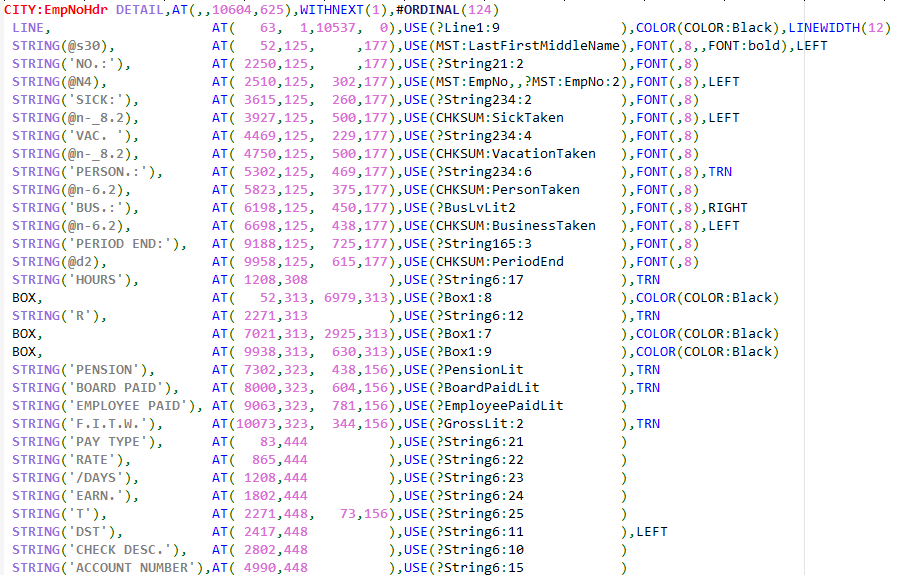 CITY:EmpNoHdr DETAIL,AT(,,10604,625),WITHNEXT(1),#ORDINAL(124)
 LINE,                    AT(   63,  1,10537,  0),USE(?Line1:9               ),COLOR(COLOR:Black),LINEWIDTH(12)
 STRING(@s30),            AT(   52,125,     ,177),USE(MST:LastFirstMiddleName),FONT(,8,,FONT:bold),LEFT
 STRING('NO.:'),          AT( 2250,125,     ,177),USE(?String21:2            ),FONT(,8)
 STRING(@N4),             AT( 2510,125,  302,177),USE(MST:EmpNo,,?MST:EmpNo:2),FONT(,8),LEFT
 STRING('SICK:'),         AT( 3615,125,  260,177),USE(?String234:2           ),FONT(,8)
 STRING(@n-_8.2),         AT( 3927,125,  500,177),USE(CHKSUM:SickTaken       ),FONT(,8),LEFT
 STRING('VAC. '),         AT( 4469,125,  229,177),USE(?String234:4           ),FONT(,8)
 STRING(@n-_8.2),         AT( 4750,125,  500,177),USE(CHKSUM:VacationTaken   ),FONT(,8)
 STRING('PERSON.:'),      AT( 5302,125,  469,177),USE(?String234:6           ),FONT(,8),TRN
 STRING(@n-6.2),          AT( 5823,125,  375,177),USE(CHKSUM:PersonTaken     ),FONT(,8)
 STRING('BUS.:'),         AT( 6198,125,  450,177),USE(?BusLvLit2             ),FONT(,8),RIGHT
 STRING(@n-6.2),          AT( 6698,125,  438,177),USE(CHKSUM:BusinessTaken   ),FONT(,8),LEFT
 STRING('PERIOD END:'),   AT( 9188,125,  725,177),USE(?String165:3           ),FONT(,8)
 STRING(@d2),             AT( 9958,125,  615,177),USE(CHKSUM:PeriodEnd       ),FONT(,8)
 STRING('HOURS'),         AT( 1208,308          ),USE(?String6:17            ),TRN
 BOX,                     AT(   52,313, 6979,313),USE(?Box1:8                ),COLOR(COLOR:Black)
 STRING('R'),             AT( 2271,313          ),USE(?String6:12            ),TRN
 BOX,                     AT( 7021,313, 2925,313),USE(?Box1:7                ),COLOR(COLOR:Black)
 BOX,                     AT( 9938,313,  630,313),USE(?Box1:9                ),COLOR(COLOR:Black)
 STRING('PENSION'),       AT( 7302,323,  438,156),USE(?PensionLit            ),TRN
 STRING('BOARD PAID'),    AT( 8000,323,  604,156),USE(?BoardPaidLit          ),TRN
 STRING('EMPLOYEE PAID'), AT( 9063,323,  781,156),USE(?EmployeePaidLit       )
 STRING('F.I.T.W.'),      AT(10073,323,  344,156),USE(?GrossLit:2            ),TRN
 STRING('PAY TYPE'),      AT(   83,444          ),USE(?String6:21            )
 STRING('RATE'),          AT(  865,444          ),USE(?String6:22            )
 STRING('/DAYS'),         AT( 1208,444          ),USE(?String6:23            )
 STRING('EARN.'),         AT( 1802,444          ),USE(?String6:24            )
 STRING('T'),             AT( 2271,448,   73,156),USE(?String6:25            )
 STRING('DST'),           AT( 2417,448          ),USE(?String6:11            ),LEFT
 STRING('CHECK DESC.'),   AT( 2802,448          ),USE(?String6:10            )
 STRING('ACCOUNT NUMBER'),AT( 4990,448          ),USE(?String6:15            )